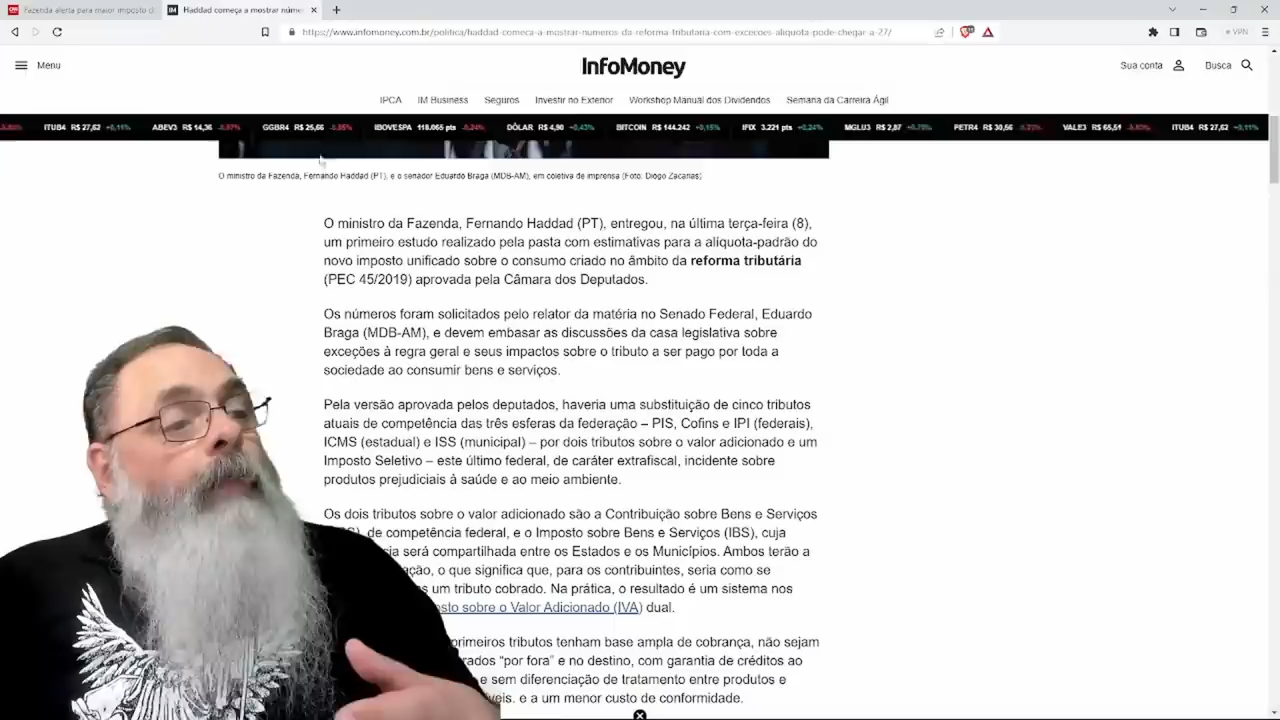 Fazenda alerta para maior imposto d
Haddad começa a mostrar núme
https://www.infomoney.com.br/politica/haddad-comeca-a-mostrar-numeros-da-reforma-tributaria-com-excecoes-aliquota-pode-chegar-a-27/
VPN
Menu
InfoMoney
Sua conta
Busca
IPCA IM Business Seguros Investir no Exterior Workshop Manual dos Dividendos Semana da Carreira Ágil
ITUB4 R$ 27,62 +0,11% ABEV3 R$ 14,36 GGBR4 R$ 25,66 IBOVESPA 118.065 pts -0,24% DÓLAR R$ 4,90 +0,43% BITCOIN R$ 144.242 +0,15% IFIX 3.221 pts +0,24% MGLU3 R$ 2,87 PETR4 R$ 30,56 VALE3 R$ 65,51 ITUB4 R$ 27,62 +0,11%
O ministro da Fazenda, Fernando Haddad (PT), e o senador Eduardo Braga (MDB-AM), em coletiva de imprensa (Foto: Diogo Zacarias)
O ministro da Fazenda, Fernando Haddad (PT), entregou, na última terça-feira (8),
um primeiro estudo realizado pela pasta com estimativas para a alíquota-padrão do
novo imposto unificado sobre o consumo criado no âmbito da reforma tributária
(PEC 45/2019) aprovada pela Câmara dos Deputados.
Os números foram solicitados pelo relator da matéria no Senado Federal, Eduardo
Braga (MDB-AM), e devem embasar as discussões da casa legislativa sobre
exceções à regra geral e seus impactos sobre o tributo a ser pago por toda a
sociedade ao consumir bens e serviços.
Pela versão aprovada pelos deputados, haveria uma substituição de cinco tributos
atuais de competência das três esferas da federação – PIS, Cofins e IPI (federais),
ICMS (estadual) e ISS (municipal) – por dois tributos sobre o valor adicionado e um
Imposto Seletivo – este último federal, de caráter extrafiscal, incidente sobre
produtos prejudiciais à saúde e ao meio ambiente.
Os dois tributos sobre o valor adicionado são a Contribuição sobre Bens e Serviços
de competência federal, e o Imposto sobre Bens e Serviços (IBS), cuja
será compartilhada entre os Estados e os Municípios. Ambos terão a
ação, o que significa que, para os contribuintes, seria como se
um tributo cobrado. Na prática, o resultado é um sistema nos
sto sobre o Valor Adicionado (IVA) dual.
primeiros tributos tenham base ampla de cobrança, não sejam
rados "por fora" e no destino, com garantia de créditos ao
e sem diferenciação de tratamento entre produtos e
veis, e a um menor custo de conformidade.